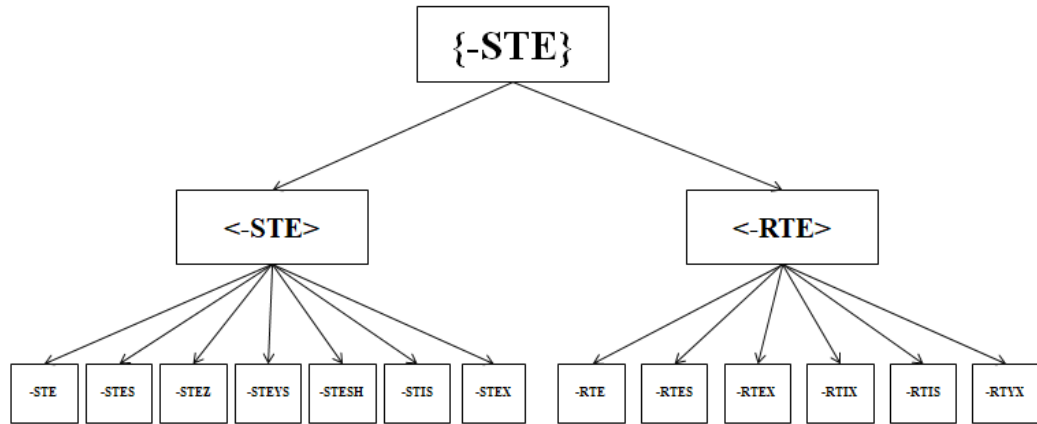 {-STE}
<-STE> <-RTE>
-STE -STES -STEZ -STEYS -STESH -STIS -STEX -RTE -RTES -RTEX -RTIX -RTIS -RTYX